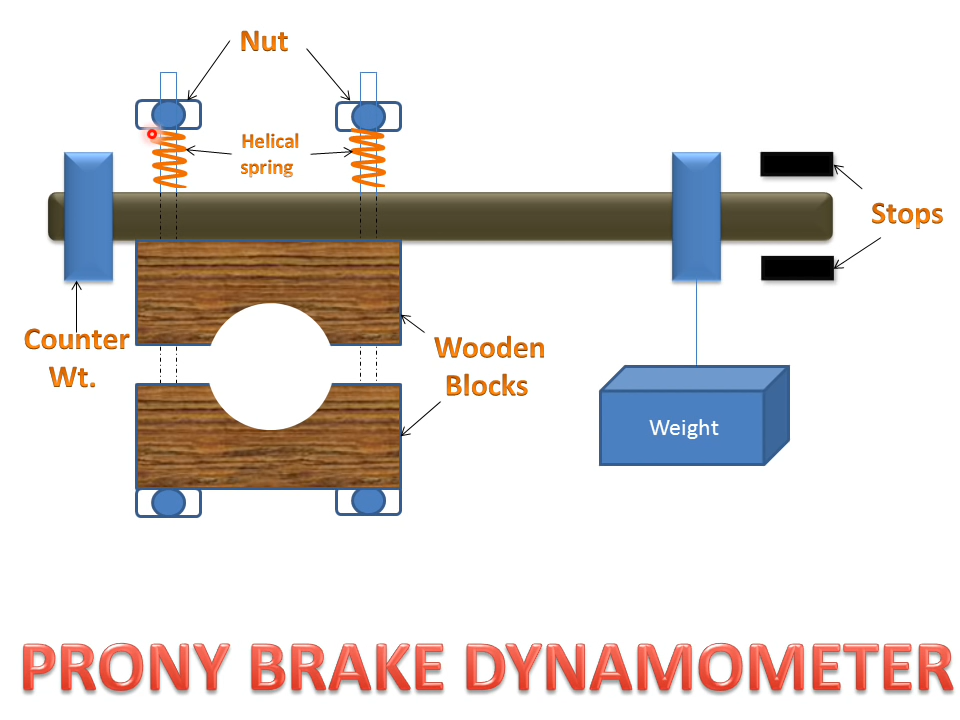 Nut
Helical
spring
Stops
Counter
Wt.
Wooden
Blocks
Weight
PRONY BRAKE DYNAMOMETER